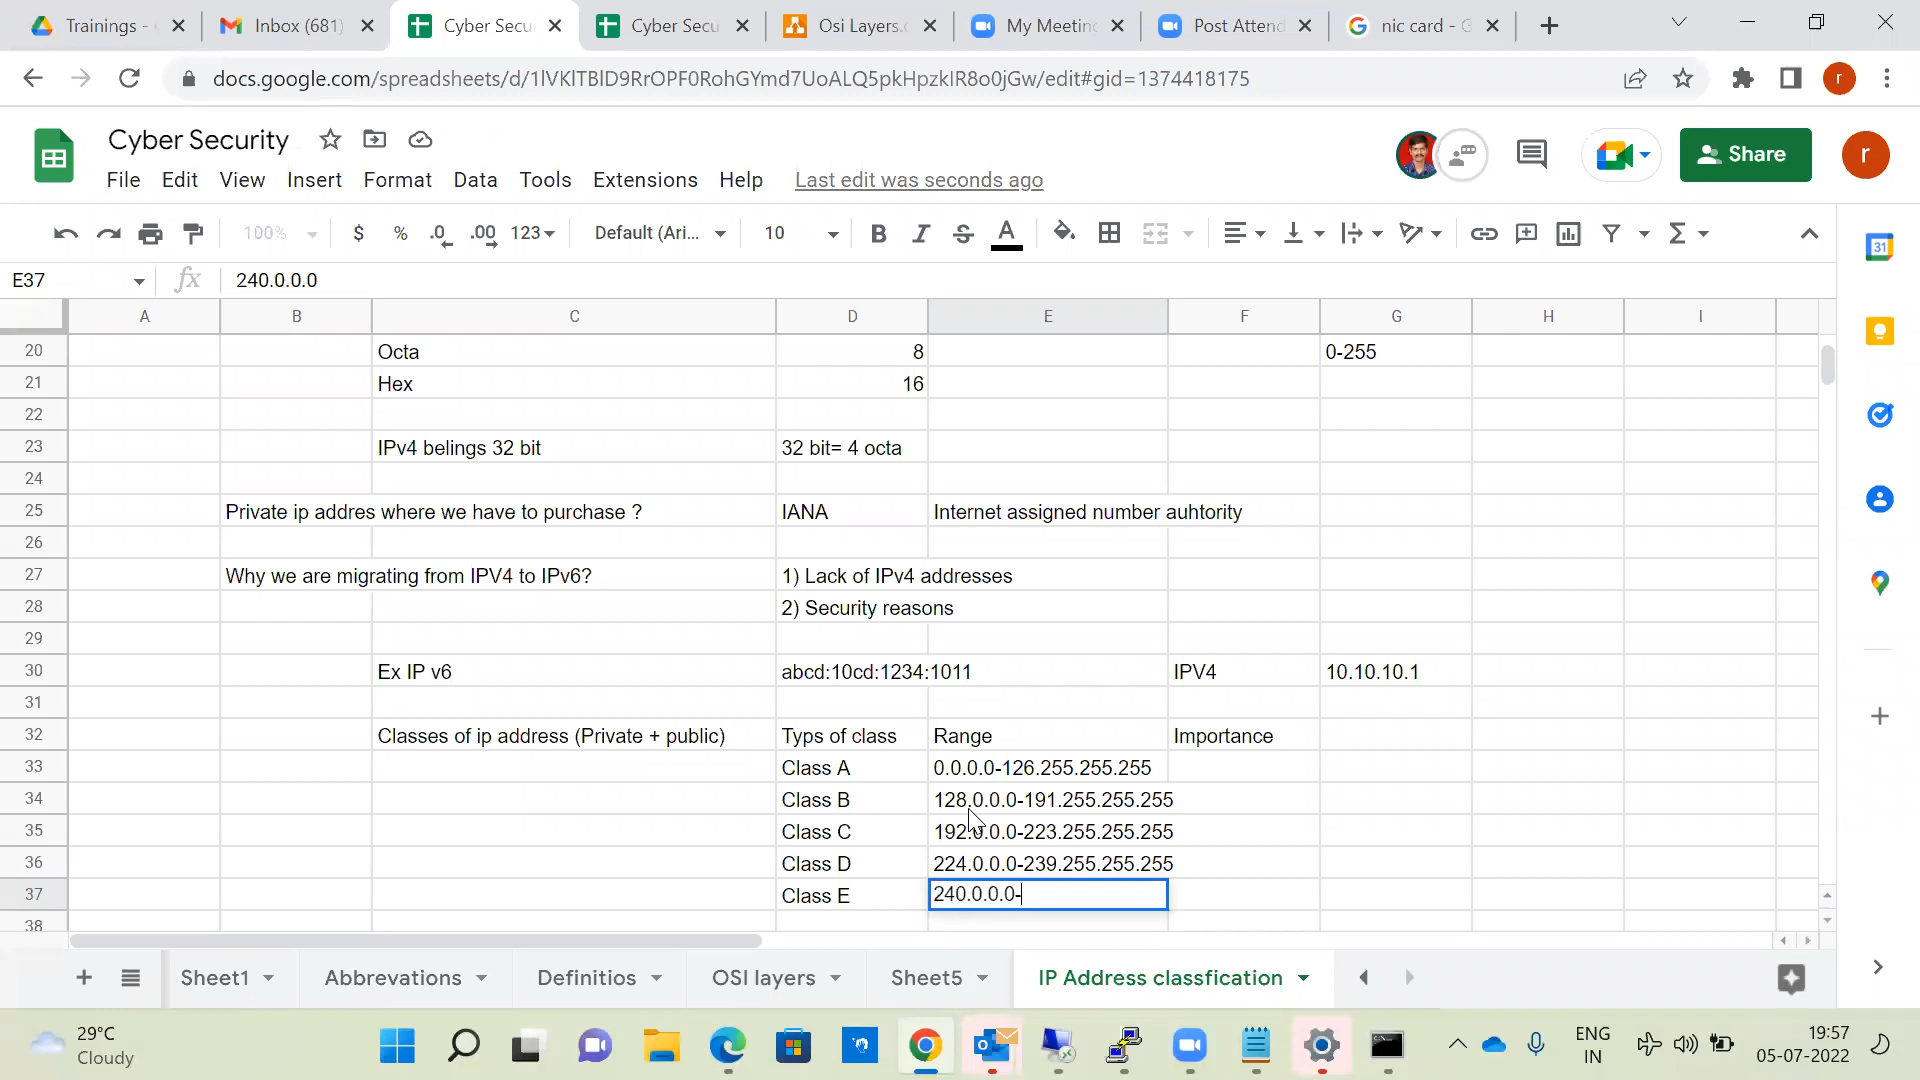 Trainings -
Inbox (681)
Cyber Secu
Cyber Secu
Osi Layers.c
My Meetin
Post Attend
nic card - G
docs.google.com/spreadsheets/d/1lVKlTBlD9RrOPF0RohGYmd7UoALQ5pkHpzkIR8o0jGw/edit#gid=1374418175
r
Cyber Security
File Edit View Insert Format Data Tools Extensions Help Last edit was seconds ago
Share
r
100% $ % .0 .00 123 Default (Ari... 10 B I S A
31
E37 fx 240.0.0.0
A B C D E F G H I
20 Octa 8 0-255
21 Hex 16
22
23 IPv4 belings 32 bit 32 bit= 4 octa
24
25 Private ip addres where we have to purchase ? IANA Internet assigned number auhtority
26
27 Why we are migrating from IPV4 to IPv6? 1) Lack of IPv4 addresses
28 2) Security reasons
29
30 Ex IP v6 abcd:10cd:1234:1011 IPV4 10.10.10.1
31
32 Classes of ip address (Private + public) Typs of class Range Importance
33 Class A 0.0.0.0-126.255.255.255
34 Class B 128.0.0.0-191.255.255.255
35 Class C 192.0.0.0-223.255.255.255
36 Class D 224.0.0.0-239.255.255.255
37 Class E 240.0.0.0-
38
Sheet1 Abbrevations Definitios OSI layers Sheet5 IP Address classfication
29°C
Cloudy
ENG
IN
19:57
05-07-2022